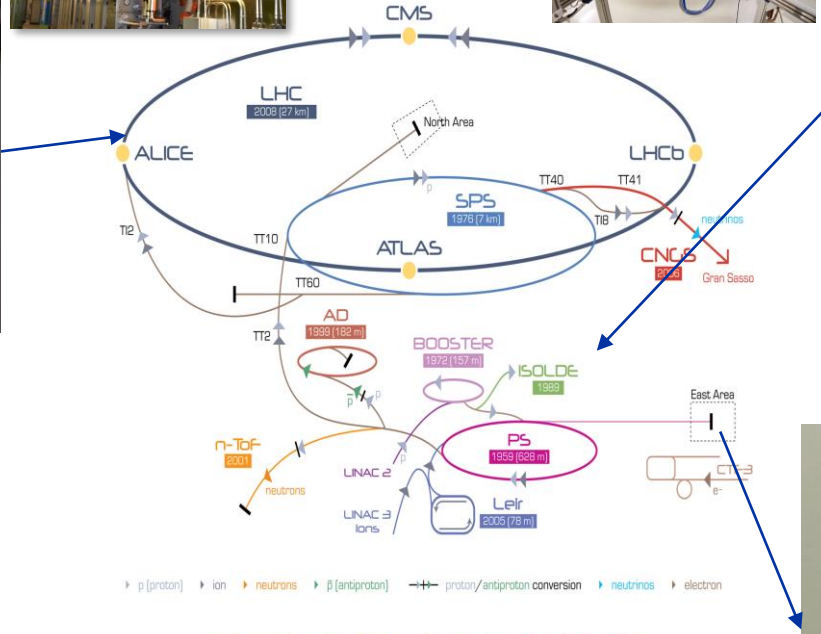 CMS
LHC
2008 (27 km)
North Area
ALICE
LHCb
TT40
TT41
SPS
p
1976 (7 km)
TI8
neutrinos
TI2
TT10
ATLAS
CNGS
2006
Gran Sasso
TT60
AD
TT2
1999 (182 m)
BOOSTER
1972 (157 m)
ISOLDE
1989
East Area
p̄
p
n-ToF
2001
PS
1959 (628 m)
p
LINAC 2
CTF-3
e-
neutrons
LINAC 3
Ions
Leir
2005 (78 m)
p (proton) ion neutrons p̄ (antiproton) proton/antiproton conversion neutrinos electron